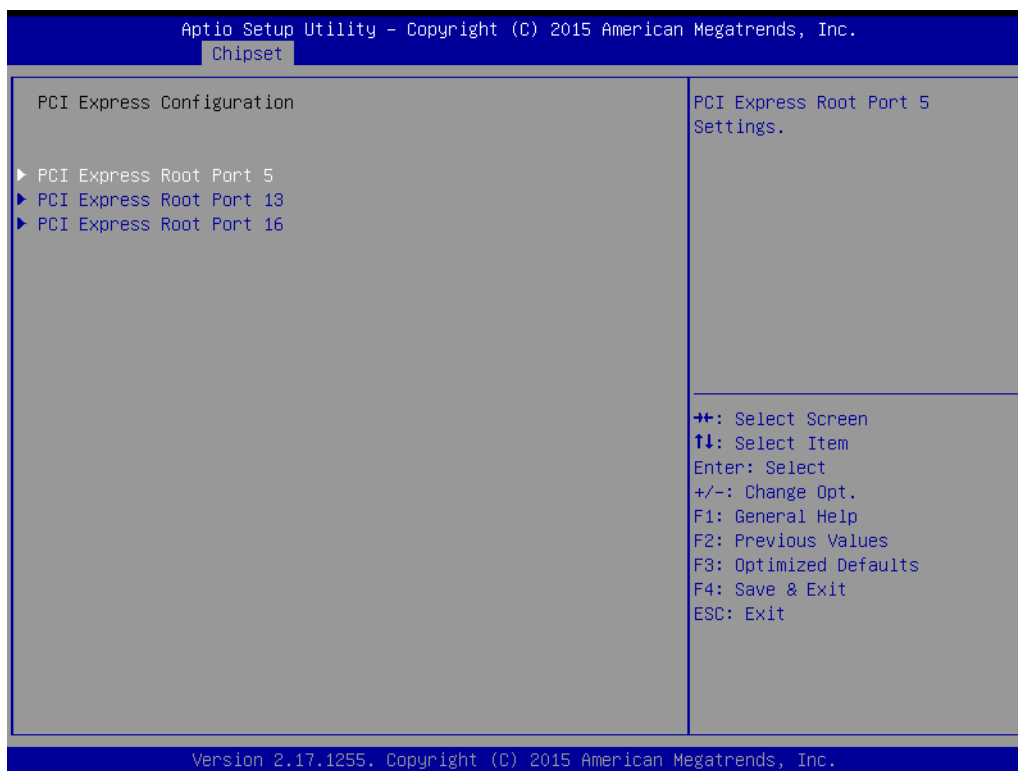 Aptio Setup Utility – Copyright (C) 2015 American Megatrends, Inc.
Chipset
PCI Express Configuration
▶ PCI Express Root Port 5
▶ PCI Express Root Port 13
▶ PCI Express Root Port 16
PCI Express Root Port 5
Settings.
→←: Select Screen
↑↓: Select Item
Enter: Select
+/-: Change Opt.
F1: General Help
F2: Previous Values
F3: Optimized Defaults
F4: Save & Exit
ESC: Exit
Version 2.17.1255. Copyright (C) 2015 American Megatrends, Inc.